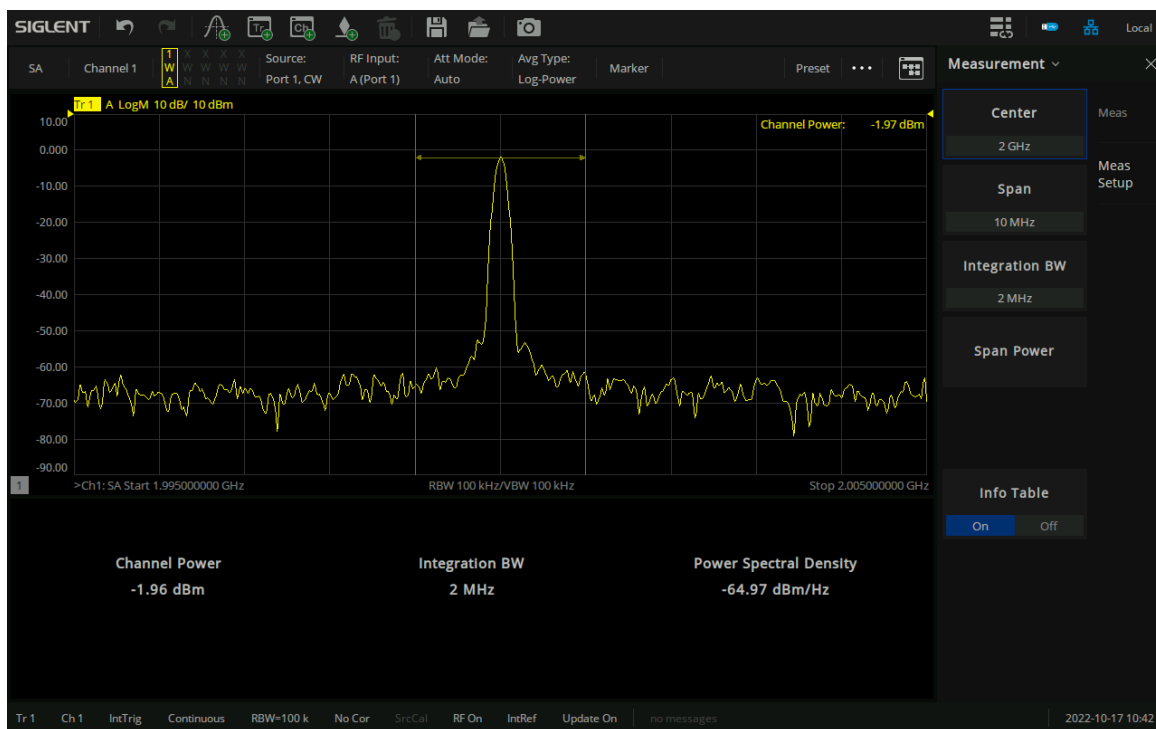 SIGLENT
Local
SA
Channel 1
1 X X X X
W W W W W
A N N N N
Source:
Port 1, CW
RF Input:
A (Port 1)
Att Mode:
Auto
Avg Type:
Log-Power
Marker
Preset
Measurement
Tr 1 A LogM 10 dB/ 10 dBm
Channel Power: -1.97 dBm
10.00
0.000
-10.00
-20.00
-30.00
-40.00
-50.00
-60.00
-70.00
-80.00
-90.00
1
>Ch1: SA Start 1.995000000 GHz
RBW 100 kHz/VBW 100 kHz
Stop 2.005000000 GHz
Channel Power
-1.96 dBm
Integration BW
2 MHz
Power Spectral Density
-64.97 dBm/Hz
Center
2 GHz
Span
10 MHz
Integration BW
2 MHz
Span Power
Info Table
On Off
Meas
Meas
Setup
Tr 1 Ch 1 IntTrig Continuous RBW=100 k No Cor SrcCal RF On IntRef Update On no messages 2022-10-17 10:42